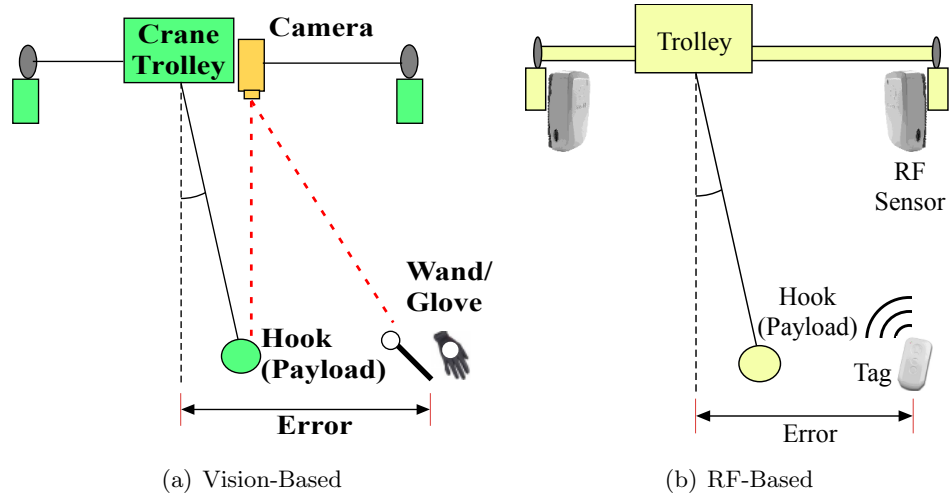 Crane
Trolley
Camera
Wand/
Glove
Hook
(Payload)
Error
(a) Vision-Based
Trolley
RF
Sensor
Hook
(Payload)
Tag
Error
(b) RF-Based